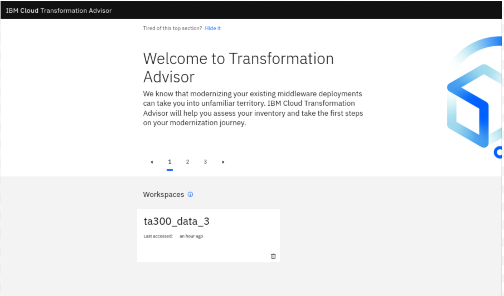 IBM Cloud Transformation Advisor
Tired of this top section? Hide it
Welcome to Transformation
Advisor
We know that modernizing your existing middleware deployments
can take you into unfamiliar territory. IBM Cloud Transformation
Advisor will help you assess your inventory and take the first steps
on your modernization journey.
1 2 3
Workspaces
ta300_data_3
Last accessed: an hour ago